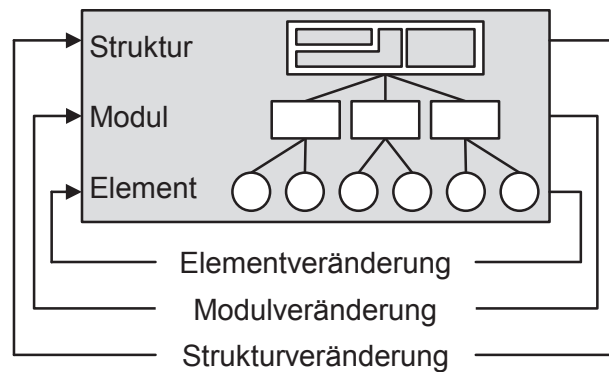 Struktur
Modul
Element
Elementveränderung
Modulveränderung
Strukturveränderung